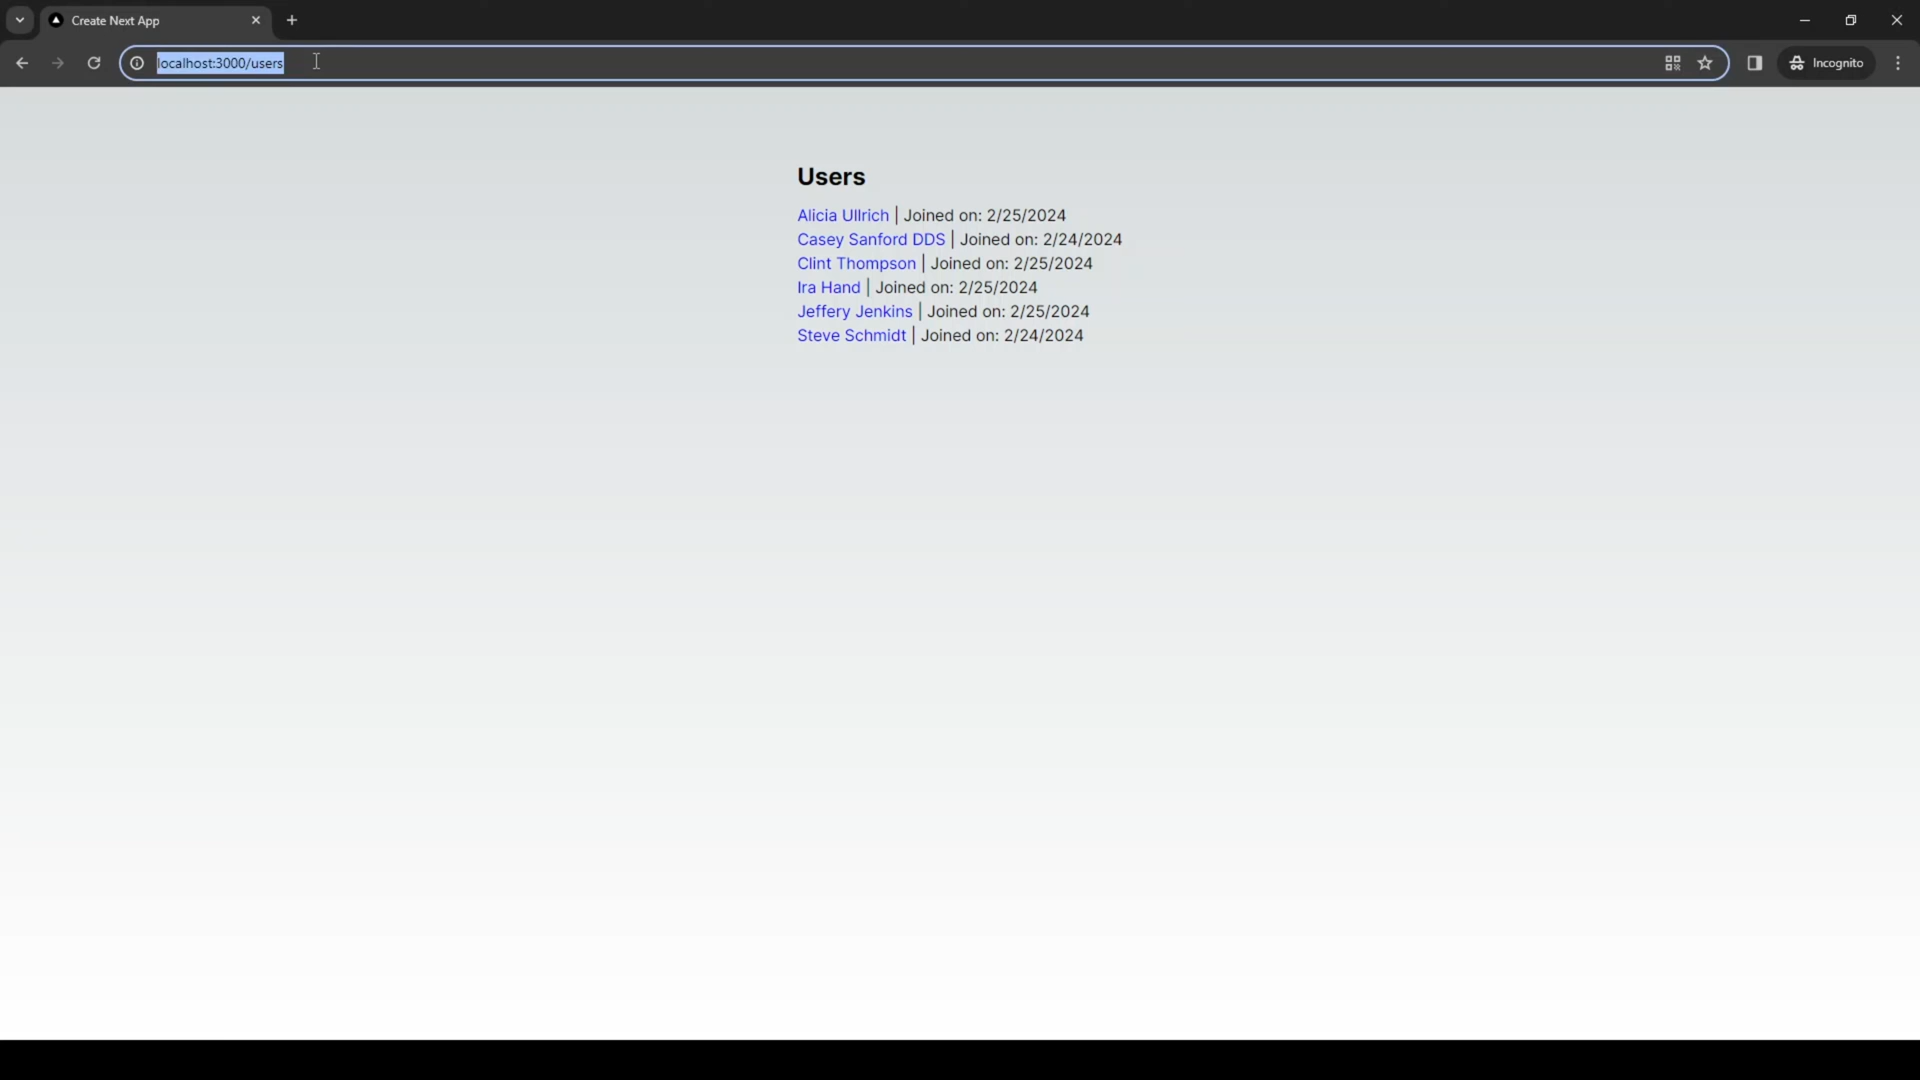 Create Next App
localhost:3000/users
Incognito
Users
Alicia Ullrich | Joined on: 2/25/2024
Casey Sanford DDS | Joined on: 2/24/2024
Clint Thompson | Joined on: 2/25/2024
Ira Hand | Joined on: 2/25/2024
Jeffery Jenkins | Joined on: 2/25/2024
Steve Schmidt | Joined on: 2/24/2024